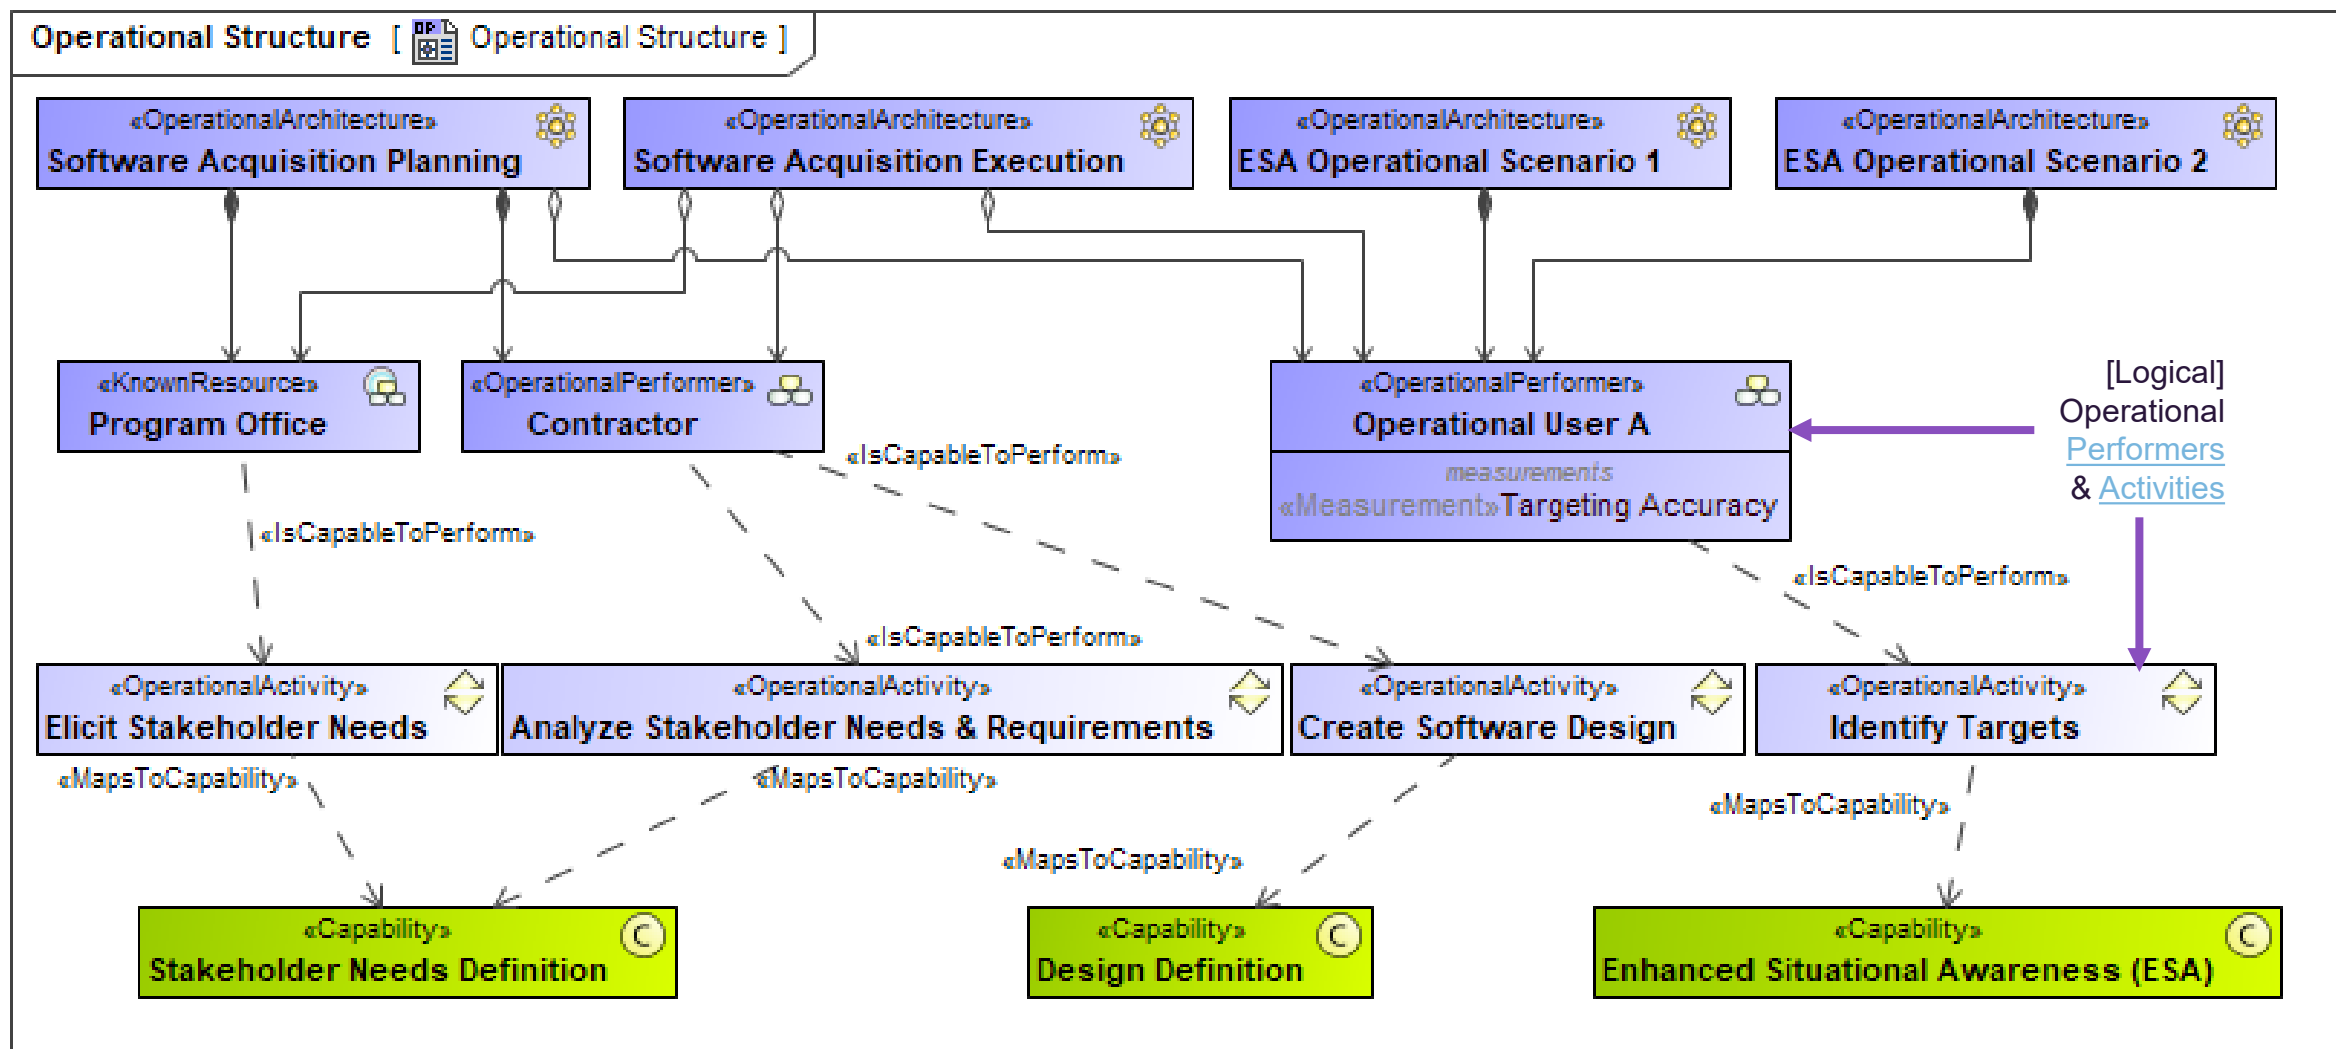 Operational Structure [ OP Operational Structure ]
«OperationalArchitecture»
Software Acquisition Planning
«OperationalArchitecture»
Software Acquisition Execution
«OperationalArchitecture»
ESA Operational Scenario 1
«OperationalArchitecture»
ESA Operational Scenario 2
«KnownResource»
Program Office
«OperationalPerformer»
Contractor
«OperationalPerformer»
Operational User A
measurements
«Measurement»Targeting Accuracy
[Logical]
Operational
Performers
& Activities
«IsCapableToPerform»
«IsCapableToPerform»
«IsCapableToPerform»
«IsCapableToPerform»
«OperationalActivity»
Elicit Stakeholder Needs
«OperationalActivity»
Analyze Stakeholder Needs & Requirements
«OperationalActivity»
Create Software Design
«OperationalActivity»
Identify Targets
«MapsToCapability»
«MapsToCapability»
«MapsToCapability»
«MapsToCapability»
«Capability»
C
Stakeholder Needs Definition
«Capability»
C
Design Definition
«Capability»
C
Enhanced Situational Awareness (ESA)